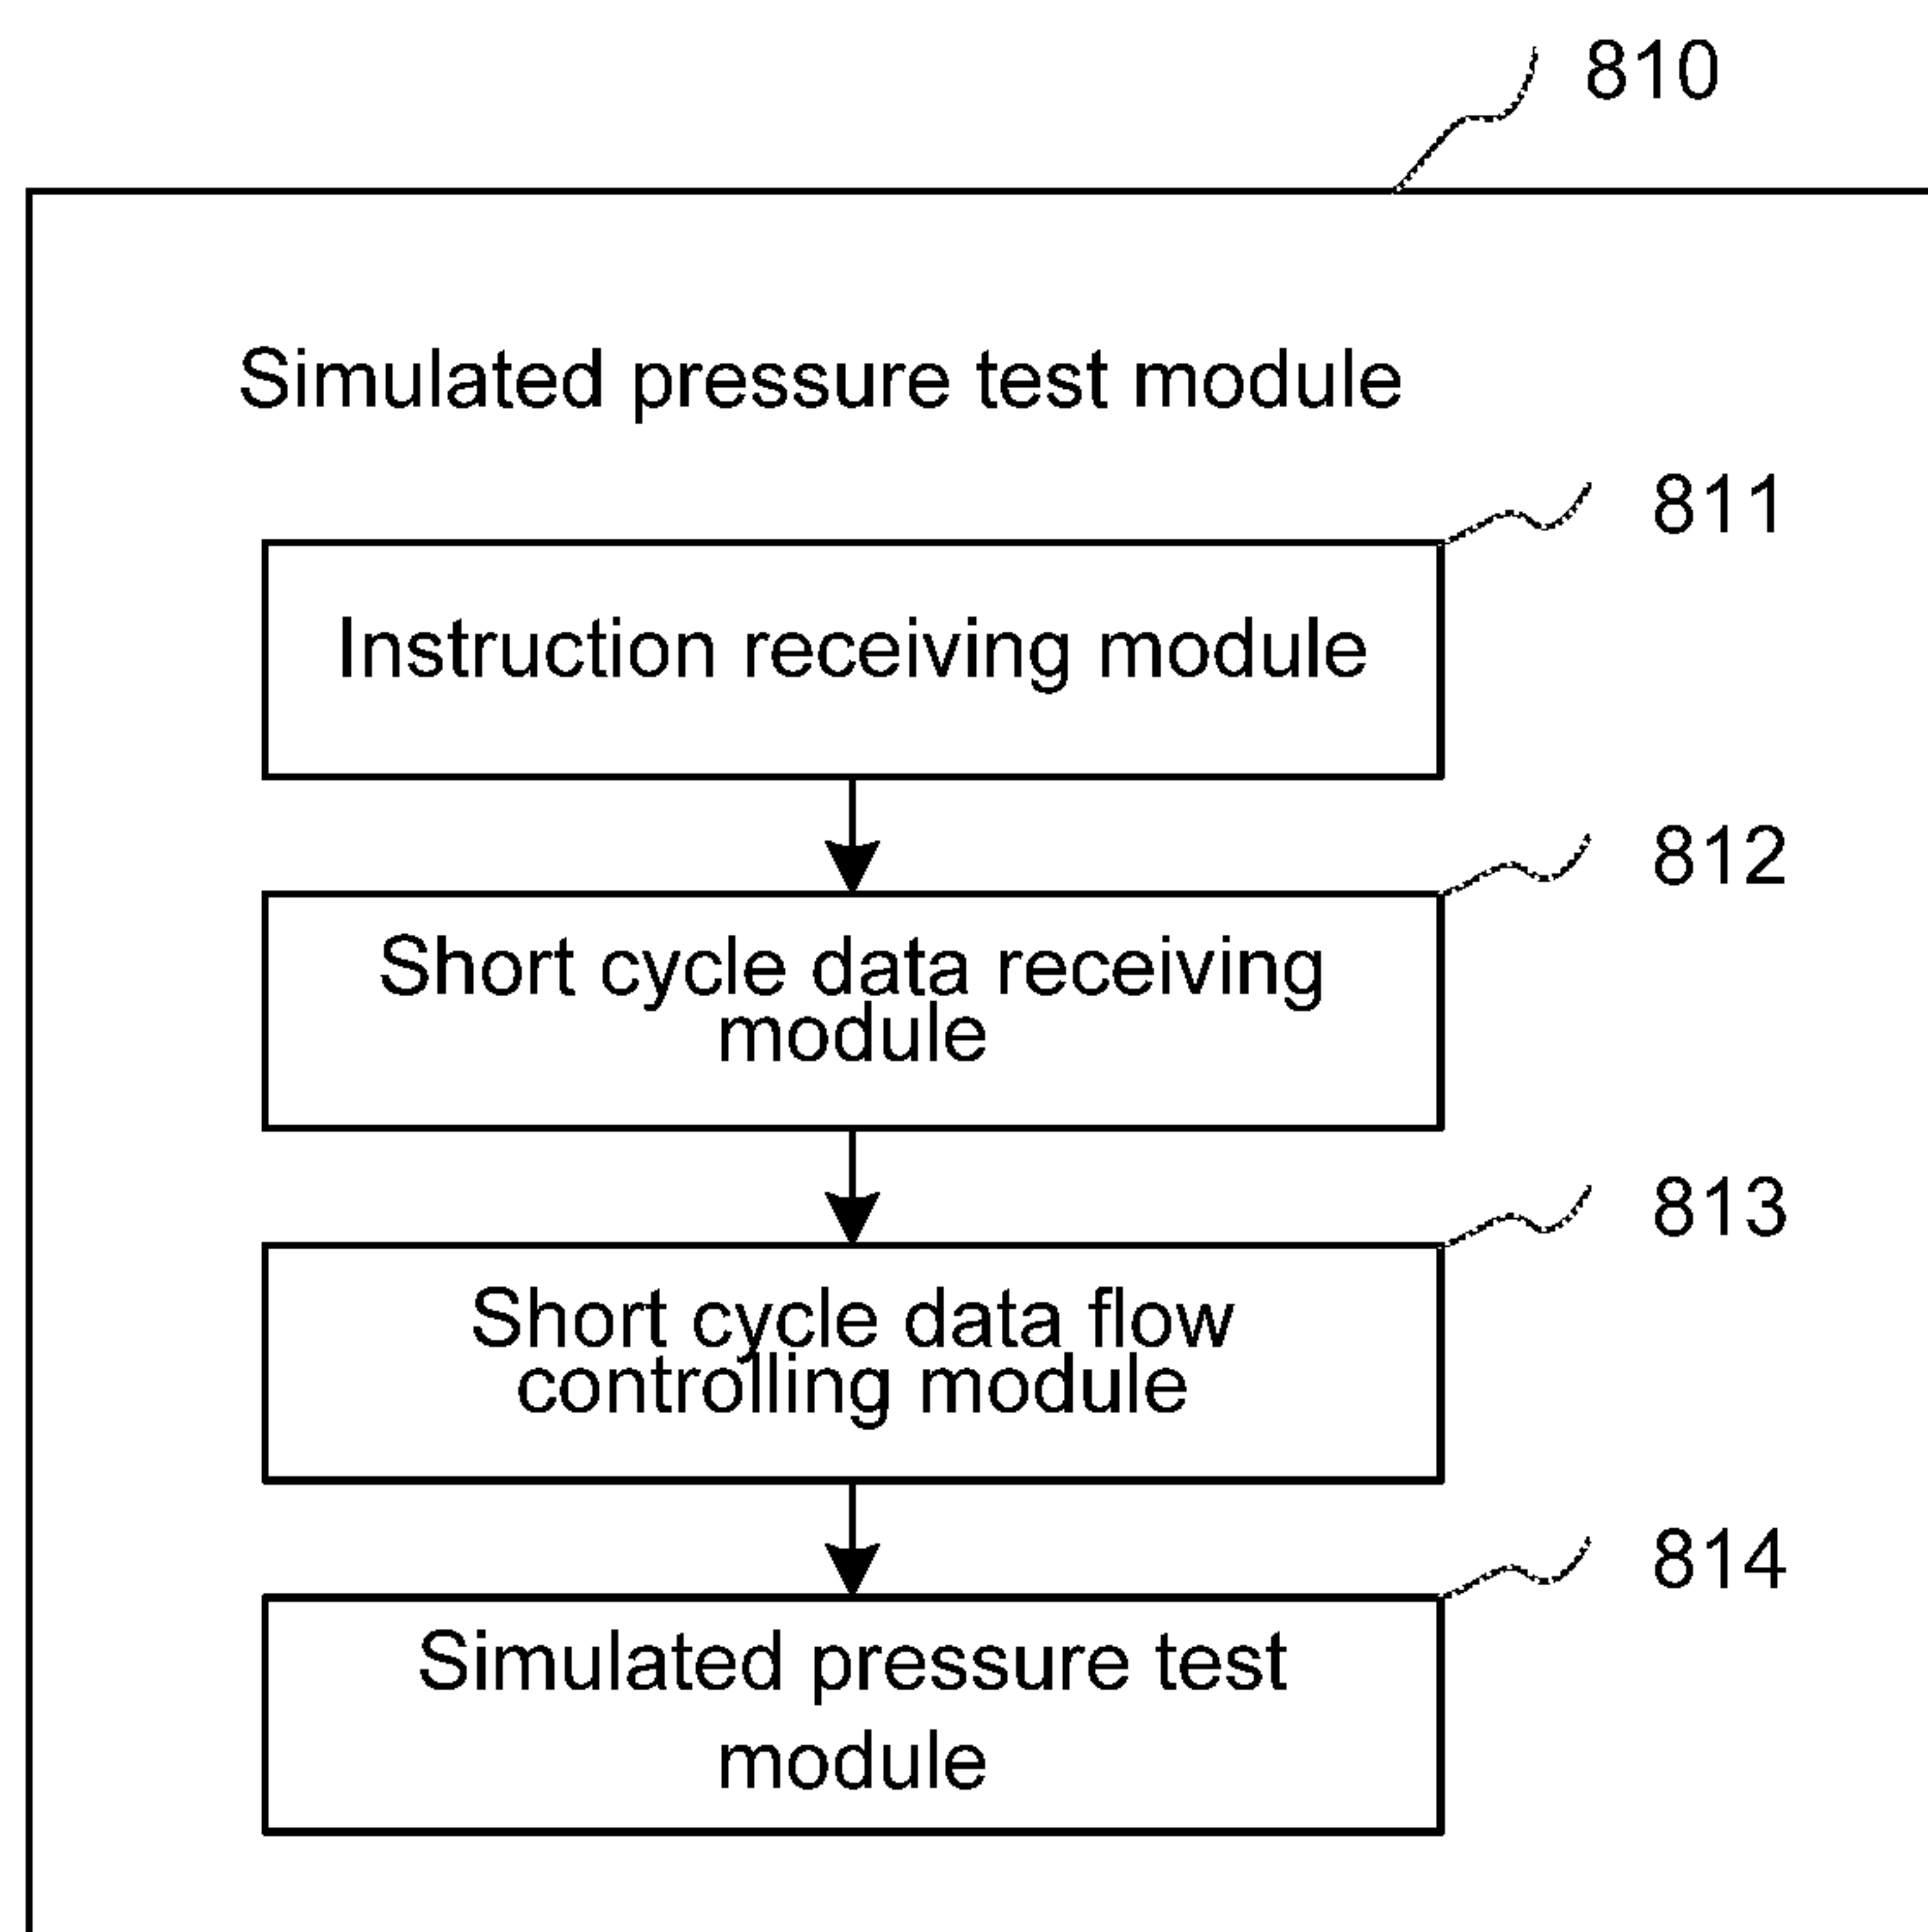 810
Simulated pressure test module
811
Instruction receiving module
812
Short cycle data receiving
module
813
Short cycle data flow
controlling module
814
Simulated pressure test
module